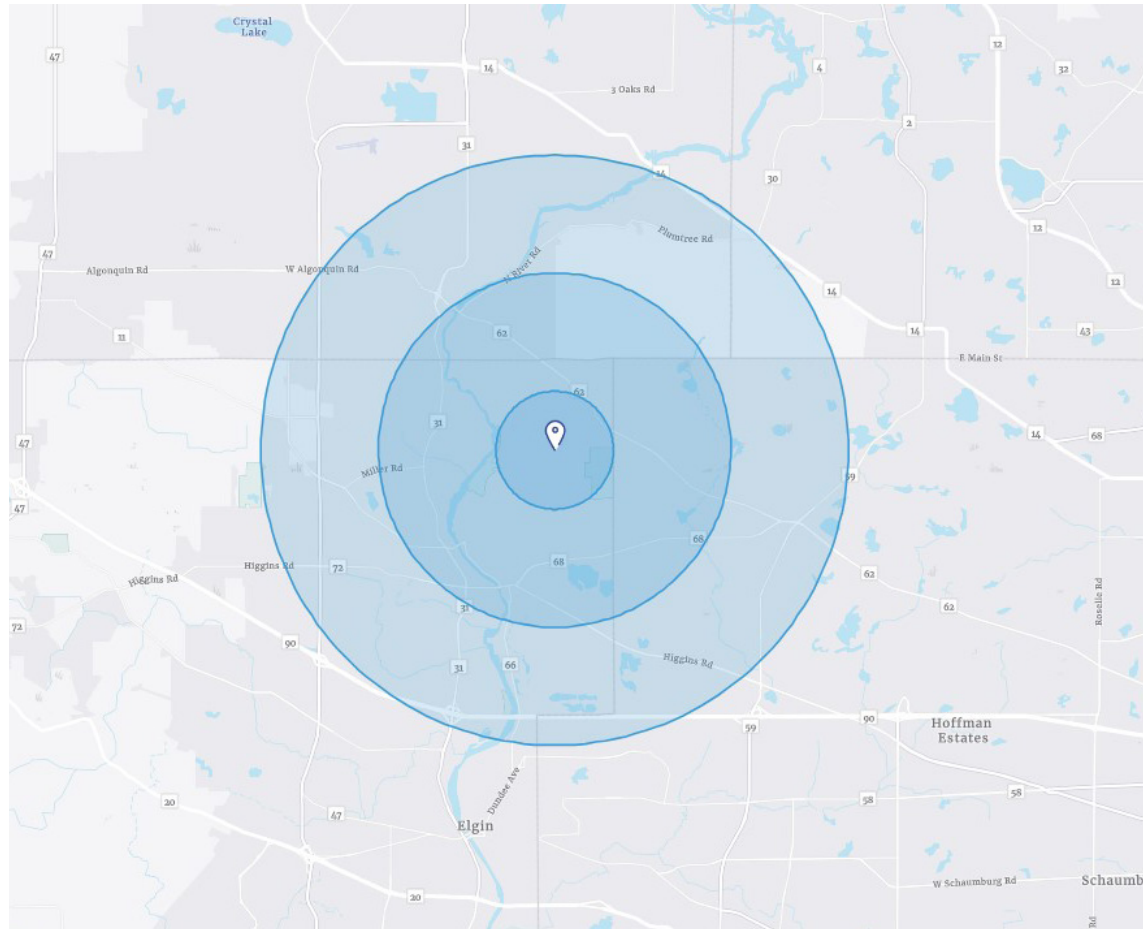 Crystal
Lake
47
12
14
4
32
3 Oaks Rd
2
31
14
30
Plumtree Rd
N River Rd
47
Algonquin Rd
W Algonquin Rd
12
12
14
62
14
11
43
E Main St
62
31
14
68
47
Miller Rd
59
47
68
68
Higgins Rd
72
Higgins Rd
62
62
31
Roselle Rd
72
90
31
66
Higgins Rd
59
90
Hoffman
Estates
Dundee Ave
20
47
58
58
Elgin
W Schaumburg Rd
Schaumb
20
Rd